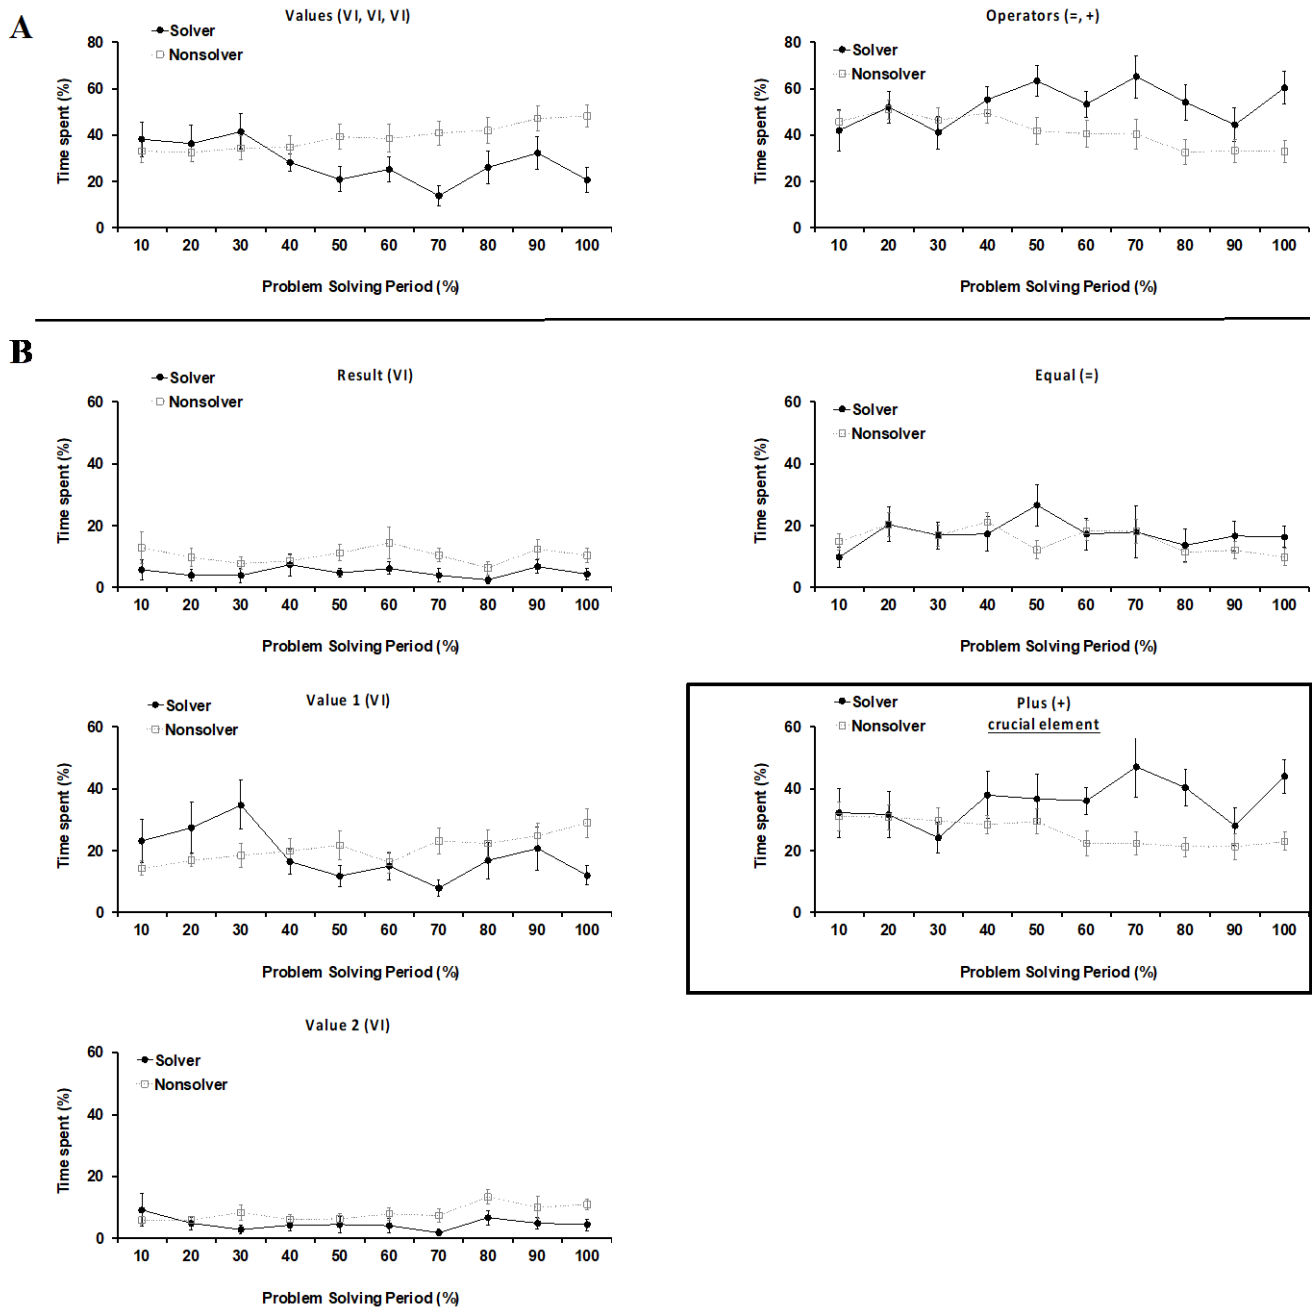 A
Values (VI, VI, VI)
Solver
Nonsolver
Time spent (%)
80
60
40
20
0
10 20 30 40 50 60 70 80 90 100
Problem Solving Period (%)
Operators (=, +)
Solver
Nonsolver
Time spent (%)
80
60
40
20
0
10 20 30 40 50 60 70 80 90 100
Problem Solving Period (%)
B
Result (VI)
Solver
Nonsolver
Time spent (%)
60
40
20
0
10 20 30 40 50 60 70 80 90 100
Problem Solving Period (%)
Equal (=)
Solver
Nonsolver
Time spent (%)
60
40
20
0
10 20 30 40 50 60 70 80 90 100
Problem Solving Period (%)
Value 1 (VI)
Solver
Nonsolver
Time spent (%)
60
40
20
0
10 20 30 40 50 60 70 80 90 100
Problem Solving Period (%)
Plus (+)
crucial element
Solver
Nonsolver
Time spent (%)
60
40
20
0
10 20 30 40 50 60 70 80 90 100
Problem Solving Period (%)
Value 2 (VI)
Solver
Nonsolver
Time spent (%)
60
40
20
0
10 20 30 40 50 60 70 80 90 100
Problem Solving Period (%)